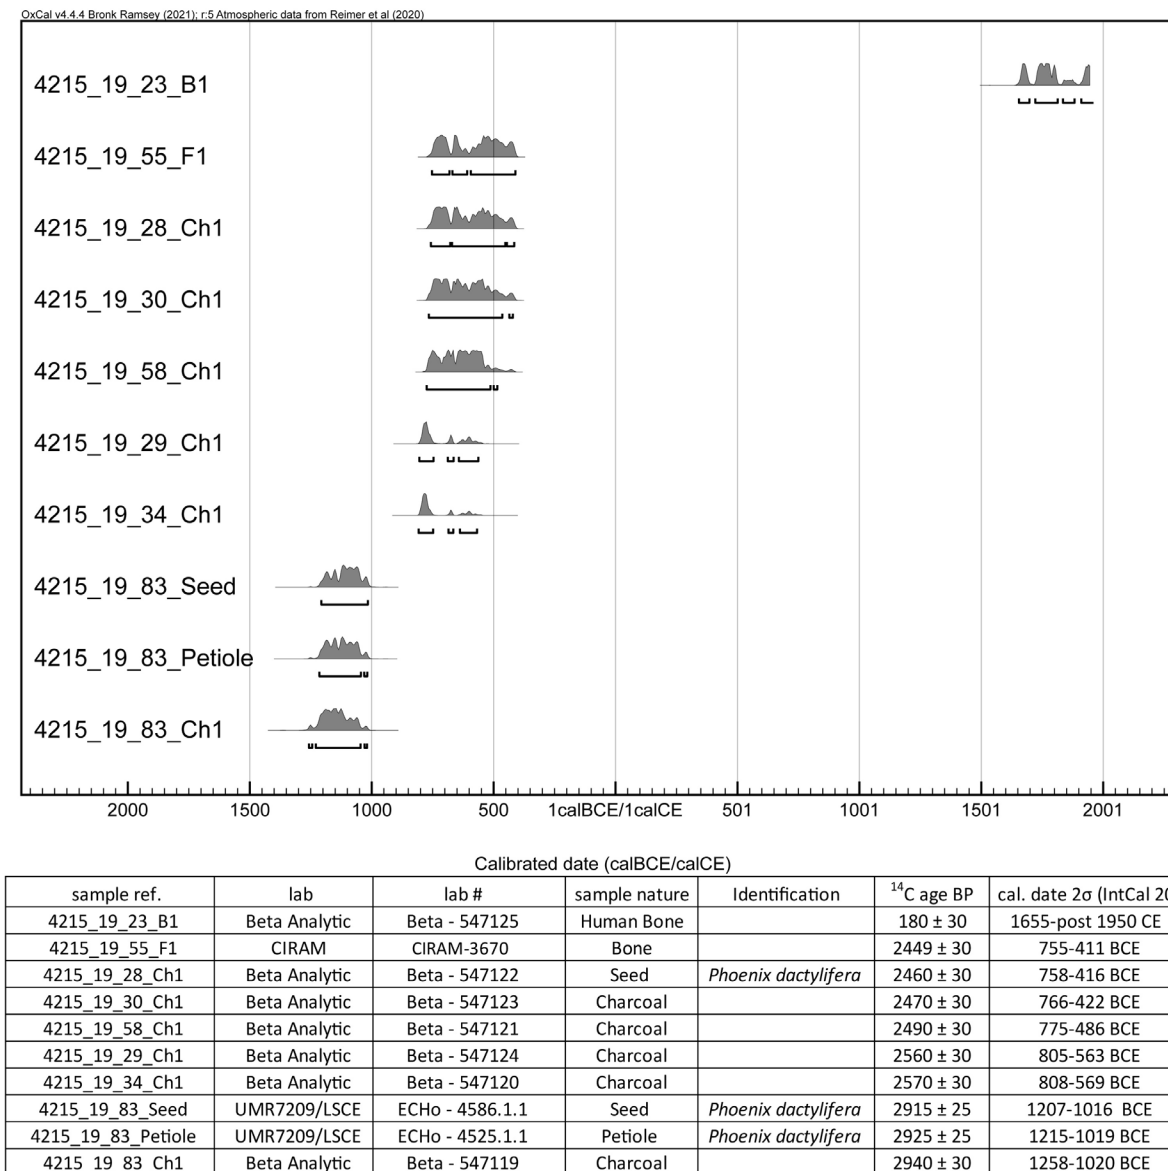 OxCal v4.4.4 Bronk Ramsey (2021); r:5 Atmospheric data from Reimer et al (2020)
4215_19_23_B1
4215_19_55_F1
4215_19_28_Ch1
4215_19_30_Ch1
4215_19_58_Ch1
4215_19_29_Ch1
4215_19_34_Ch1
4215_19_83_Seed
4215_19_83_Petiole
4215_19_83_Ch1
2000 1500 1000 500 1calBCE/1calCE 501 1001 1501 2001
Calibrated date (calBCE/calCE)
sample ref. lab lab # sample nature Identification 14C age BP cal. date 2σ (IntCal 20
4215_19_23_B1 Beta Analytic Beta - 547125 Human Bone 180 ± 30 1655-post 1950 CE
4215_19_55_F1 CIRAM CIRAM-3670 Bone 2449 ± 30 755-411 BCE
4215_19_28_Ch1 Beta Analytic Beta - 547122 Seed Phoenix dactylifera 2460 ± 30 758-416 BCE
4215_19_30_Ch1 Beta Analytic Beta - 547123 Charcoal 2470 ± 30 766-422 BCE
4215_19_58_Ch1 Beta Analytic Beta - 547121 Charcoal 2490 ± 30 775-486 BCE
4215_19_29_Ch1 Beta Analytic Beta - 547124 Charcoal 2560 ± 30 805-563 BCE
4215_19_34_Ch1 Beta Analytic Beta - 547120 Charcoal 2570 ± 30 808-569 BCE
4215_19_83_Seed UMR7209/LSCE ECHo - 4586.1.1 Seed Phoenix dactylifera 2915 ± 25 1207-1016 BCE
4215_19_83_Petiole UMR7209/LSCE ECHo - 4525.1.1 Petiole Phoenix dactylifera 2925 ± 25 1215-1019 BCE
4215_19_83_Ch1 Beta Analytic Beta - 547119 Charcoal 2940 ± 30 1258-1020 BCE